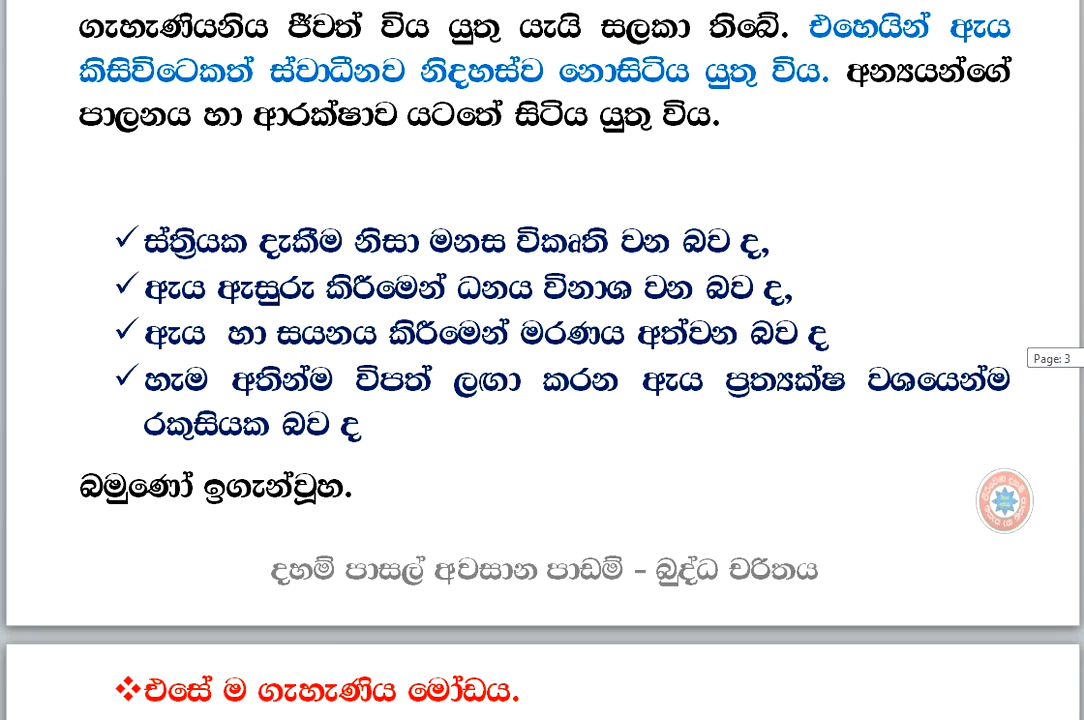 ගැහැණියනිය ජීවත් විය යුතු යැයි සලකා තිබේ. එහෙයින් ඇය
කිසිවිටෙකත් ස්වාධීනව නිදහස්ව නොසිටිය යුතු විය. අන්‍යයන්ගේ
පාලනය හා ආරක්ෂාව යටතේ සිටිය යුතු විය.
✓ ස්ත්‍රියක දැකීම නිසා මනස විකෘති වන බව ද,
✓ ඇය ඇසුරු කිරීමෙන් ධනය විනාශ වන බව ද,
✓ ඇය හා සයනය කිරීමෙන් මරණය අත්වන බව ද
✓ හැම අතින්ම විපත් ලඟා කරන ඇය ප්‍රත්‍යක්ෂ වශයෙන්ම
රකුසියක බව ද
Page: 3
බමුණෝ ඉගැන්වූහ.
දහම් පාසල් අවසාන පාඩම් - බුද්ධ චරිතය
❖එසේ ම ගැහැණිය මෝඩය.